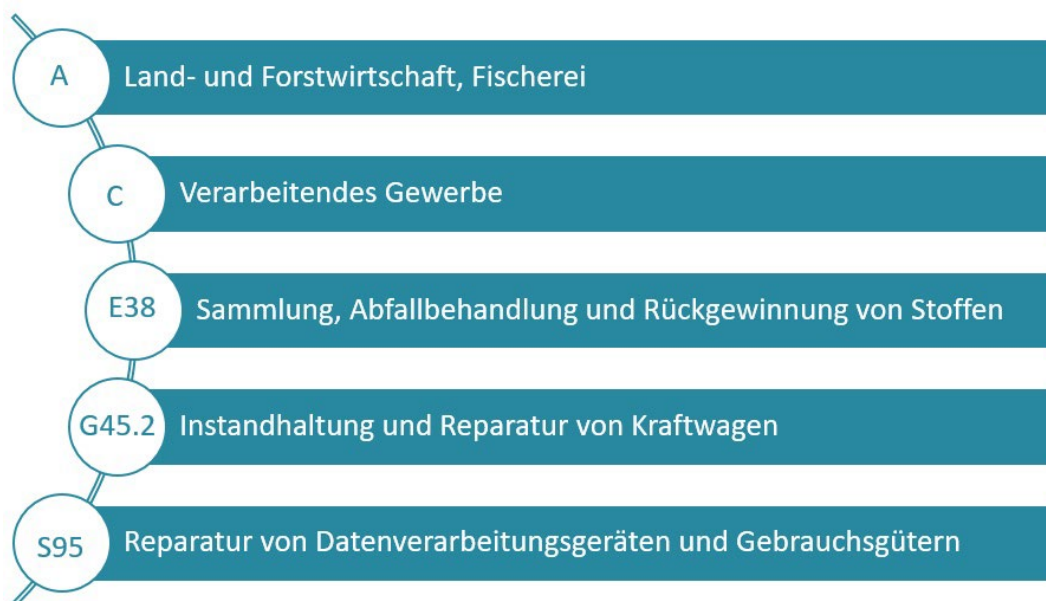 A Land- und Forstwirtschaft, Fischerei
C Verarbeitendes Gewerbe
E38 Sammlung, Abfallbehandlung und Rückgewinnung von Stoffen
G45.2 Instandhaltung und Reparatur von Kraftwagen
S95 Reparatur von Datenverarbeitungsgeräten und Gebrauchsgütern